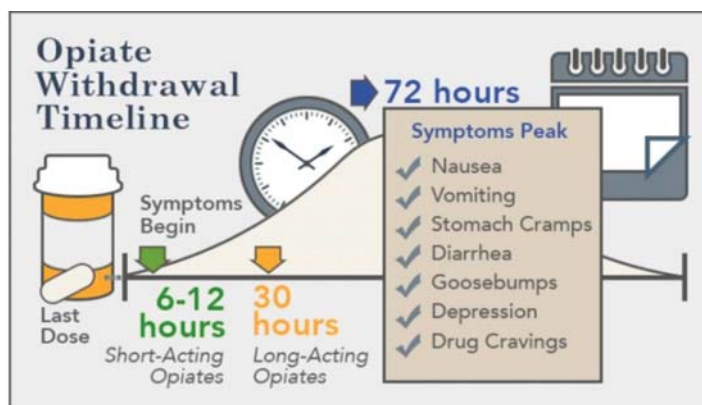 Opiate
Withdrawal
Timeline
72 hours
Symptoms Peak
Nausea
Vomiting
Stomach Cramps
Diarrhea
Goosebumps
Depression
Drug Cravings
Symptoms
Begin
Last
Dose
6-12
hours
Short-Acting
Opiates
30
hours
Long-Acting
Opiates